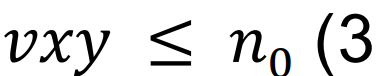 vxy ≤ n₀ (3